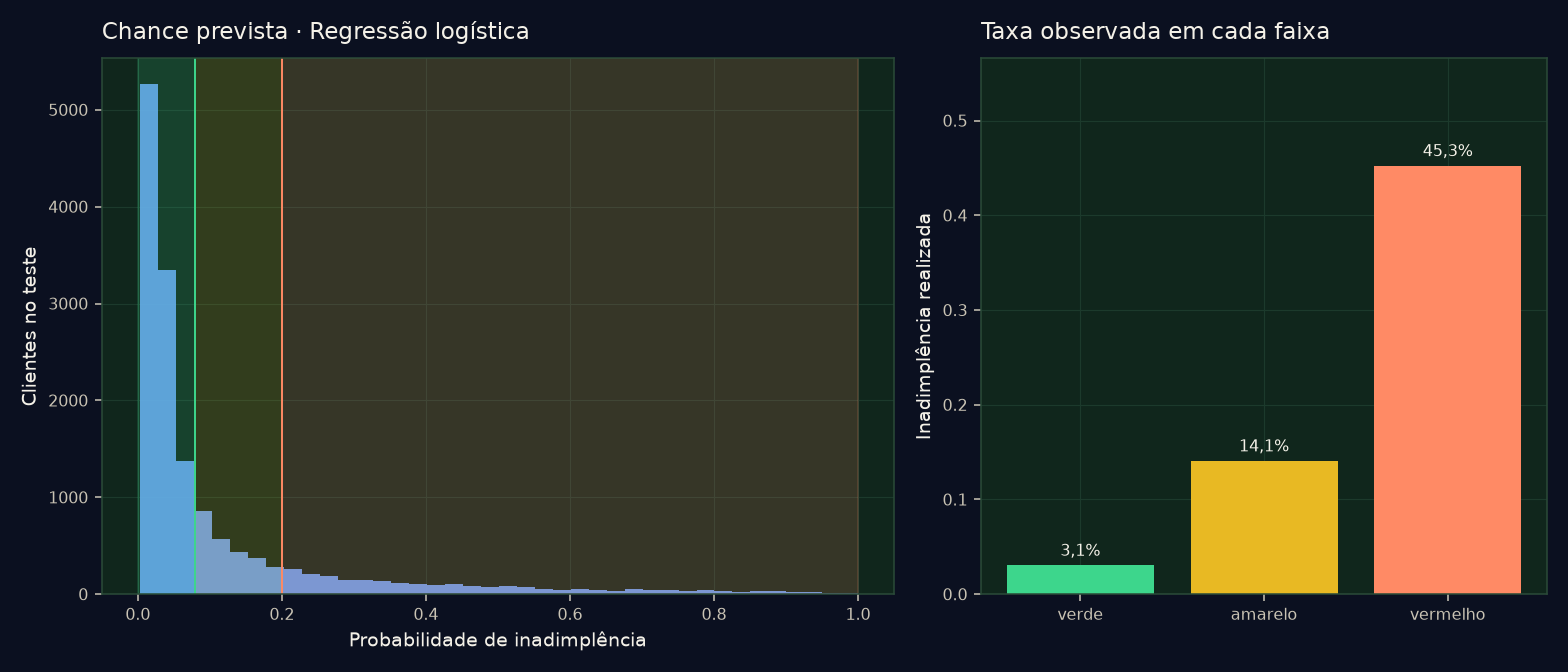 Chance prevista · Regressão logística
Clientes no teste
5000
4000
3000
2000
1000
0
0.0
0.2
0.4
0.6
0.8
1.0
Probabilidade de inadimplência
Taxa observada em cada faixa
Inadimplência realizada
0.5
0.4
0.3
0.2
0.1
0.0
3,1%
14,1%
45,3%
verde
amarelo
vermelho